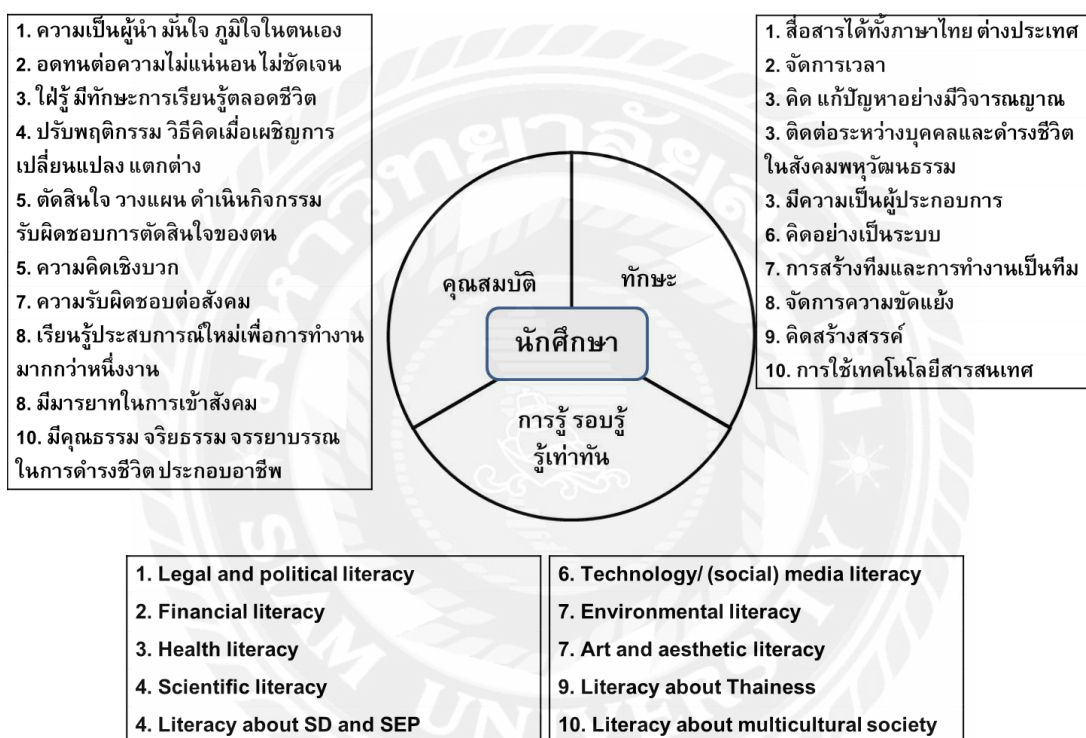 1. ความเป็นผู้นำ มั่นใจ ภูมิใจในตนเอง
2. อดทนต่อความไม่แน่นอน ไม่ชัดเจน
3. ใฝ่รู้ มีทักษะการเรียนรู้ตลอดชีวิต
4. ปรับพฤติกรรม วิธีคิดเมื่อเผชิญการ
เปลี่ยนแปลง แตกต่าง
5. ตัดสินใจ วางแผน ดำเนินกิจกรรม
รับผิดชอบการตัดสินใจของตน
5. ความคิดเชิงบวก
7. ความรับผิดชอบต่อสังคม
8. เรียนรู้ประสบการณ์ใหม่เพื่อการทำงาน
มากกว่าหนึ่งงาน
8. มีมารยาทในการเข้าสังคม
10. มีคุณธรรม จริยธรรม จรรยาบรรณ
ในการดำรงชีวิต ประกอบอาชีพ
1. สื่อสารได้ทั้งภาษาไทย ต่างประเทศ
2. จัดการเวลา
3. คิด แก้ปัญหาอย่างมีวิจารณญาณ
3. ติดต่อระหว่างบุคคลและดำรงชีวิต
ในสังคมพหุวัฒนธรรม
3. มีความเป็นผู้ประกอบการ
6. คิดอย่างเป็นระบบ
7. การสร้างทีมและการทำงานเป็นทีม
8. จัดการความขัดแย้ง
9. คิดสร้างสรรค์
10. การใช้เทคโนโลยีสารสนเทศ
คุณสมบัติ
ทักษะ
นักศึกษา
การรู้ รอบรู้
รู้เท่าทัน
1. Legal and political literacy
2. Financial literacy
3. Health literacy
4. Scientific literacy
4. Literacy about SD and SEP
6. Technology/ (social) media literacy
7. Environmental literacy
7. Art and aesthetic literacy
9. Literacy about Thainess
10. Literacy about multicultural society
มหาวิทยาลัยสยาม
SIAM UNIVERSITY